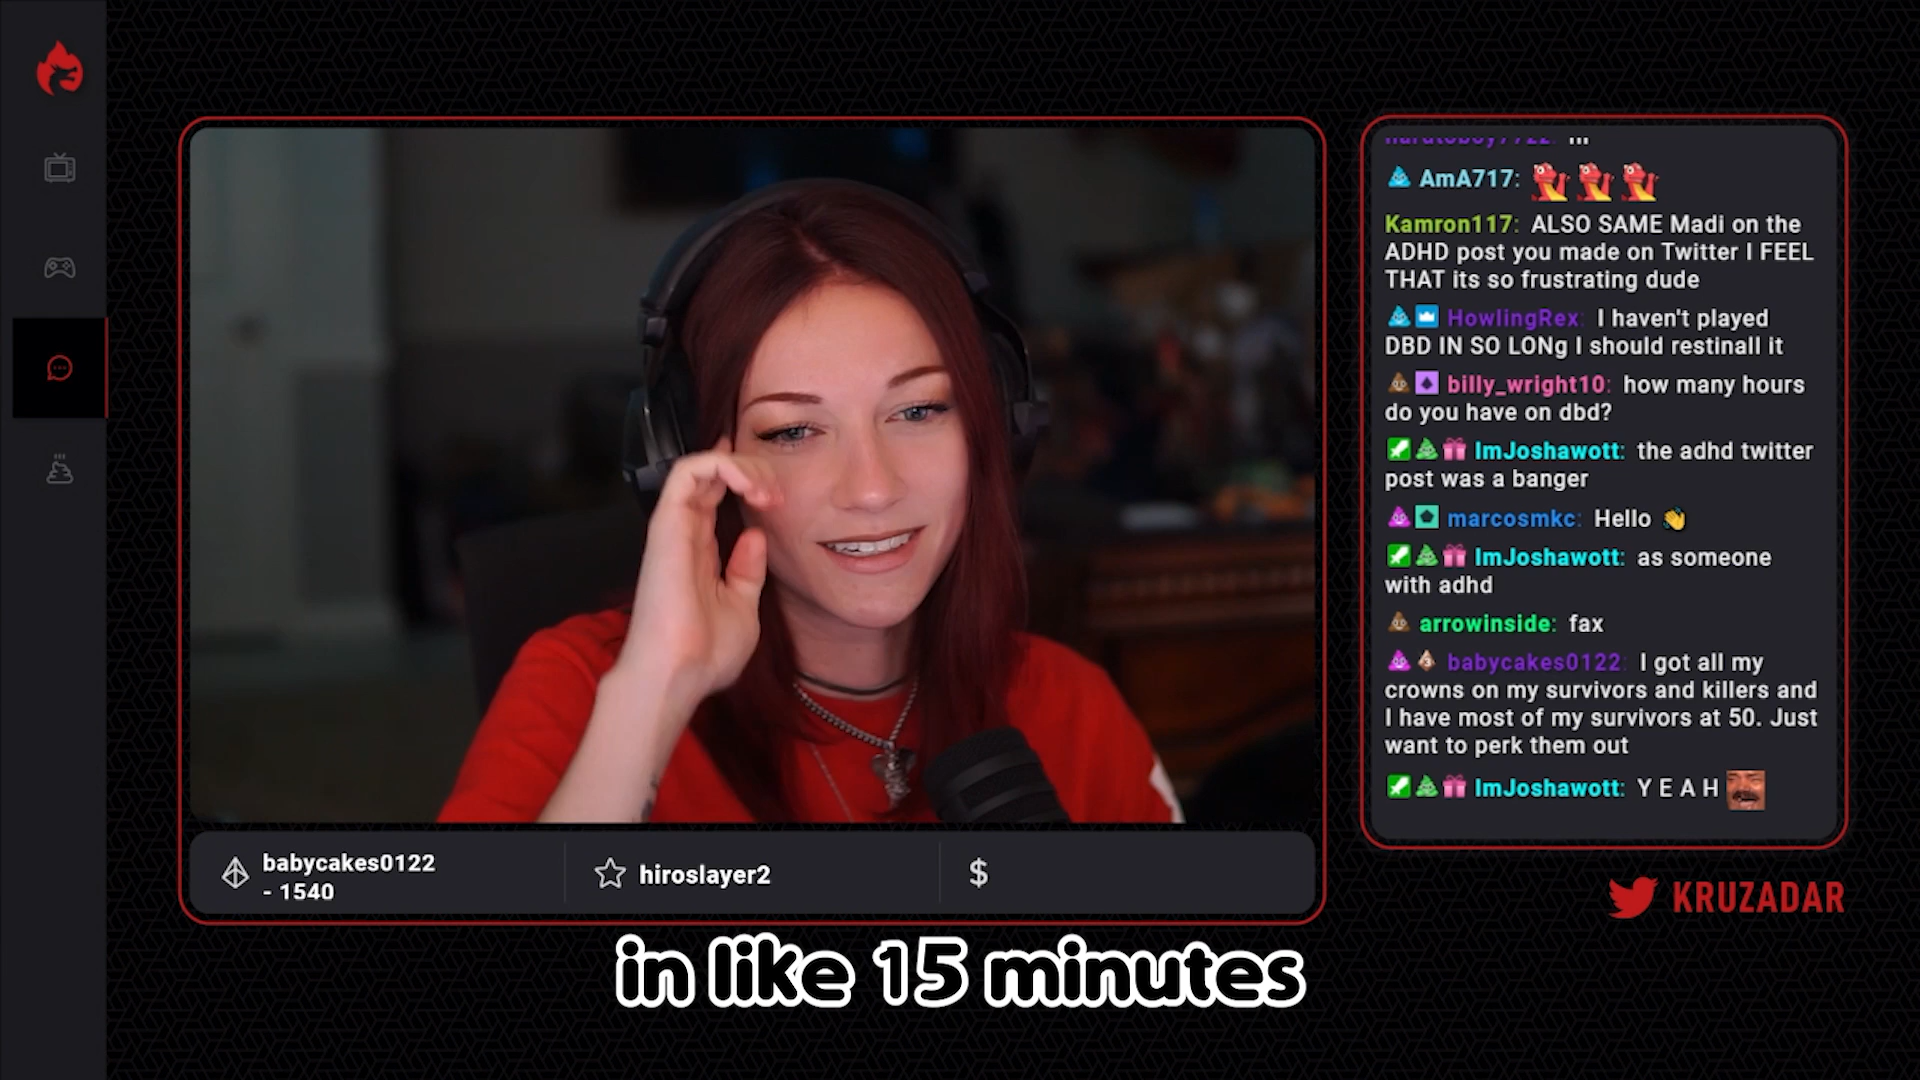 AmA717:
Kamron117: ALSO SAME Madi on the
ADHD post you made on Twitter I FEEL
THAT its so frustrating dude
HowlingRex: I haven't played
DBD IN SO LONg I should restinall it
billy_wright10: how many hours
do you have on dbd?
ImJoshawott: the adhd twitter
post was a banger
marcosmkc: Hello
ImJoshawott: as someone
with adhd
arrowinside: fax
babycakes0122: I got all my
crowns on my survivors and killers and
I have most of my survivors at 50. Just
want to perk them out
ImJoshawott: Y E A H
babycakes0122
- 1540
hiroslayer2
$
KRUZADAR
in like 15 minutes